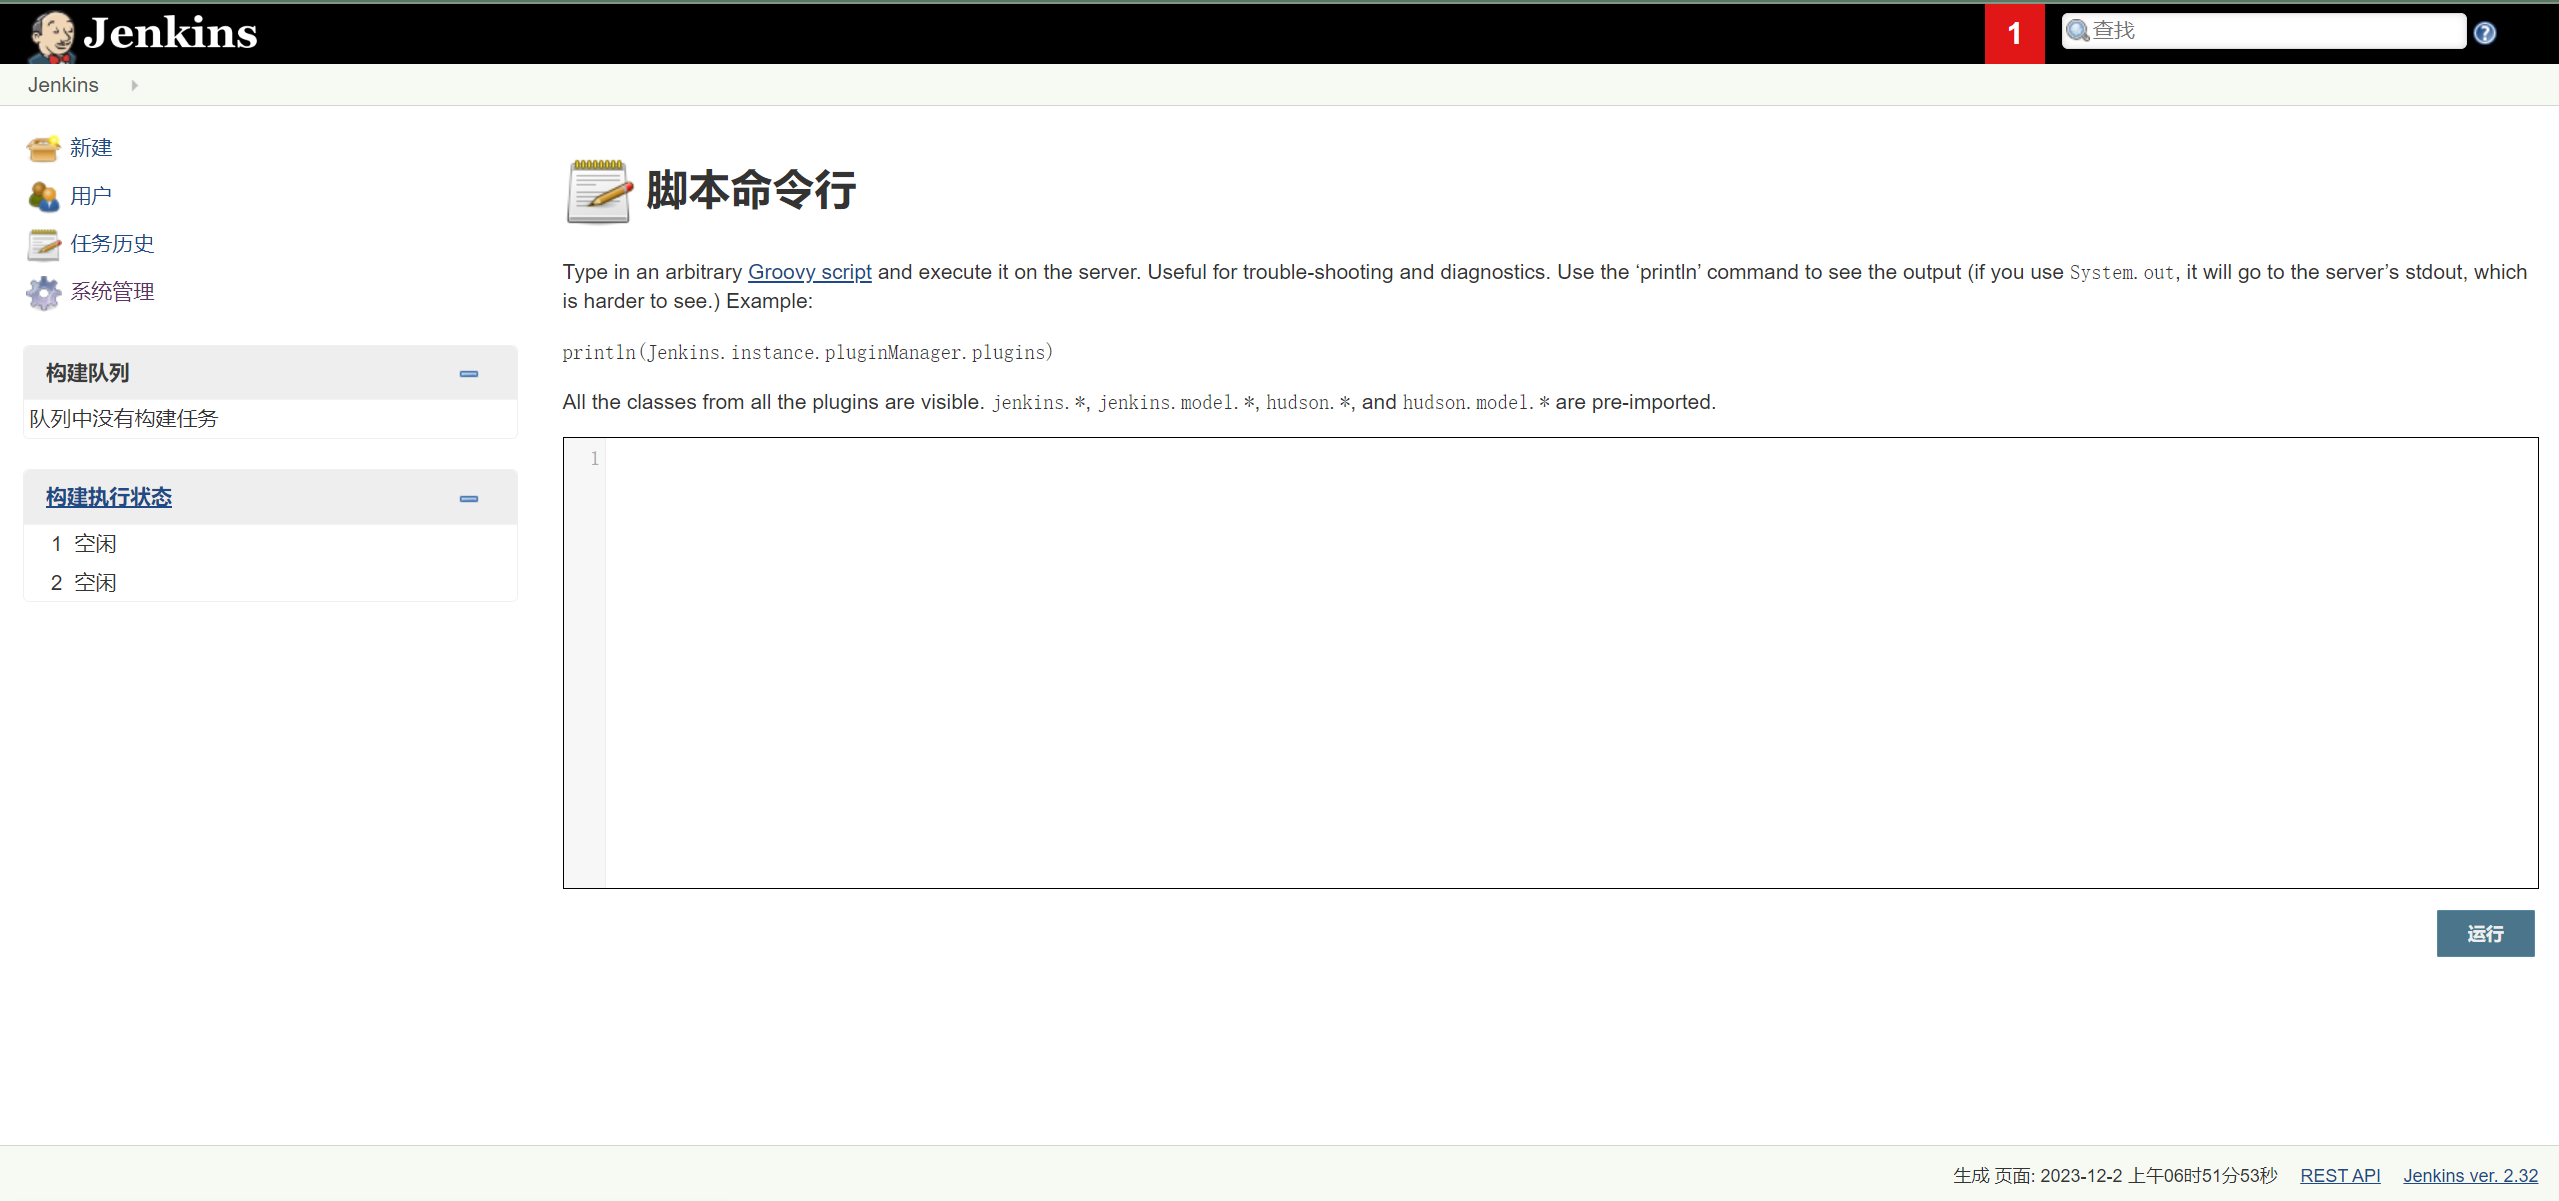 Jenkins
1
查找
Jenkins
新建
用户
任务历史
系统管理
构建队列
队列中没有构建任务
构建执行状态
1 空闲
2 空闲
脚本命令行
Type in an arbitrary Groovy script and execute it on the server. Useful for trouble-shooting and diagnostics. Use the ‘println’ command to see the output (if you use System.out, it will go to the server’s stdout, which
is harder to see.) Example:
println(Jenkins.instance.pluginManager.plugins)
All the classes from all the plugins are visible. jenkins.*, jenkins.model.*, hudson.*, and hudson.model.* are pre-imported.
1
运行
生成 页面: 2023-12-2 上午06时51分53秒 REST API Jenkins ver. 2.32